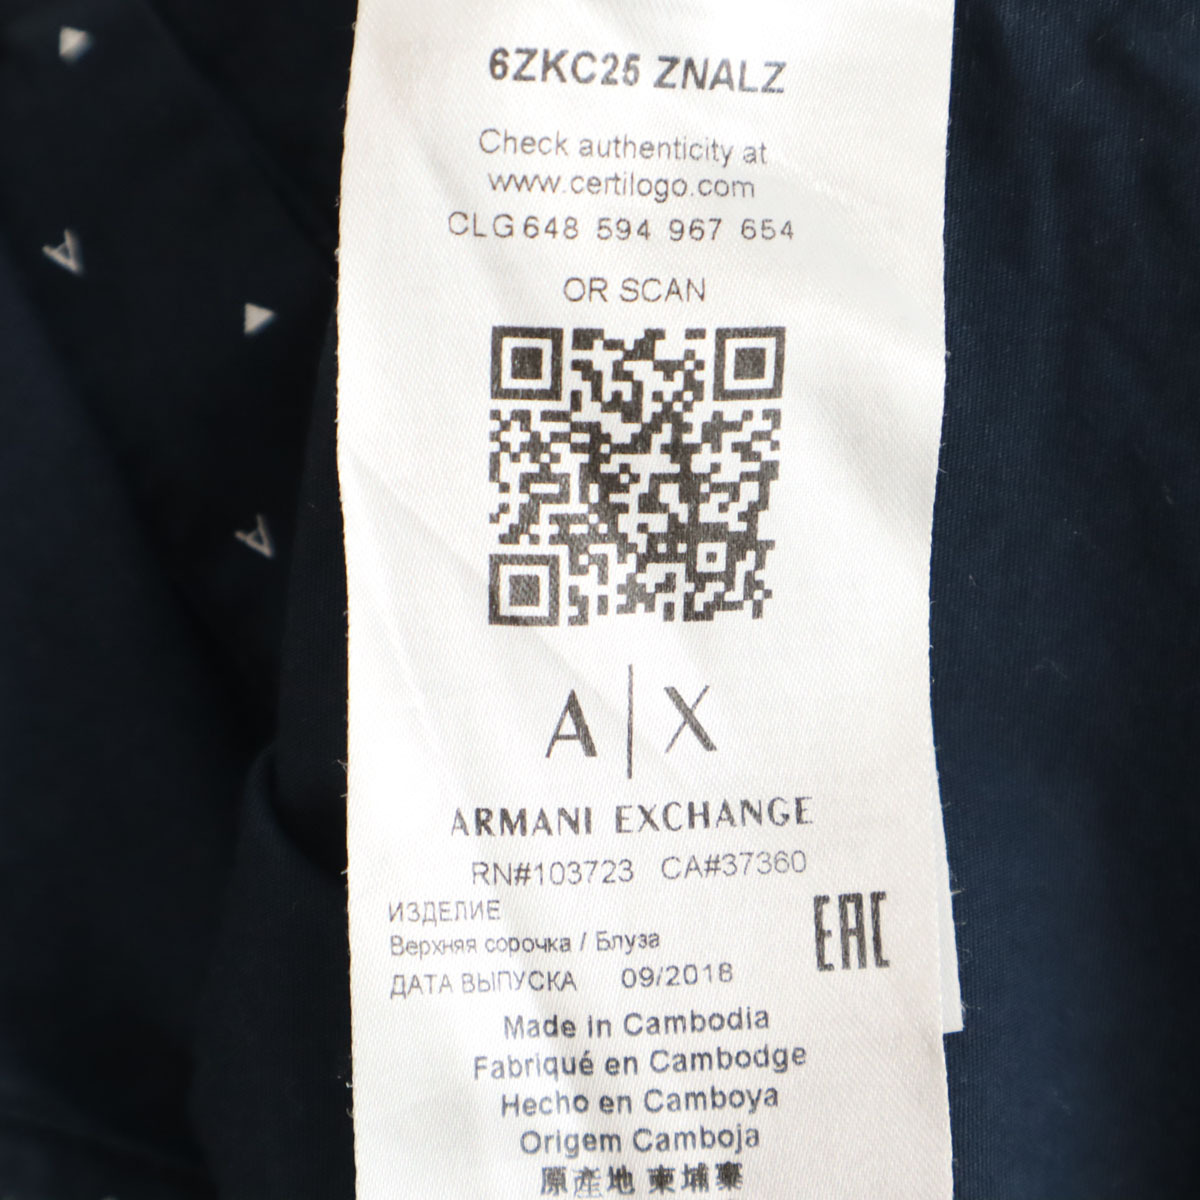 6ZKC25 ZNALZ
Check authenticity at
www.certilogo.com
CLG 648 594 967 654
OR SCAN
A|X
ARMANI EXCHANGE
RN#103723 CA#37360
ИЗДЕЛИЕ
Верхняя сорочка / Блуза
EAC
ДАТА ВЫПУСКА 09/2018
Made in Cambodia
Fabriqué en Cambodge
Hecho en Camboya
Origem Camboja
原産地 柬埔寨